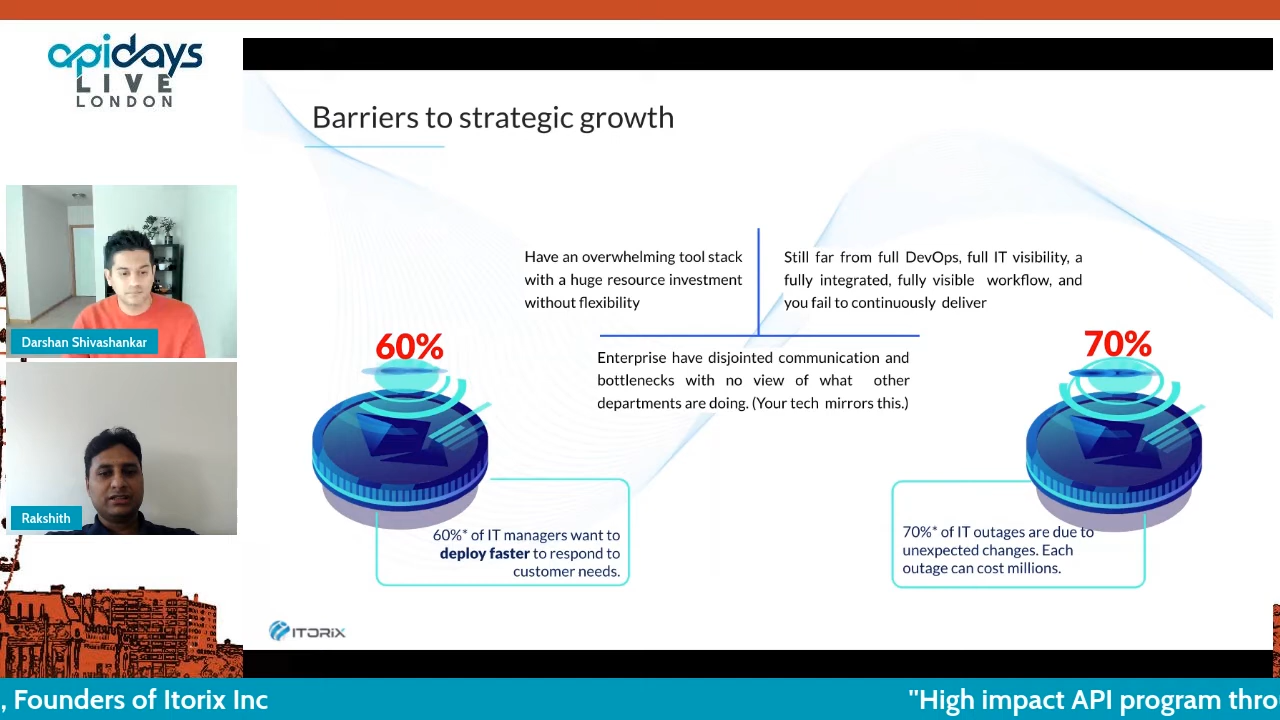 apidays
LIVE
LONDON
Darshan Shivashankar
Rakshith
Barriers to strategic growth
Have an overwhelming tool stack
with a huge resource investment
without flexibility
Still far from full DevOps, full IT visibility, a
fully integrated, fully visible workflow, and
you fail to continuously deliver
Enterprise have disjointed communication and
bottlenecks with no view of what other
departments are doing. (Your tech mirrors this.)
60%
60%* of IT managers want to
deploy faster to respond to
customer needs.
70%
70%* of IT outages are due to
unexpected changes. Each
outage can cost millions.
ITORIX
, Founders of Itorix Inc
"High impact API program thro